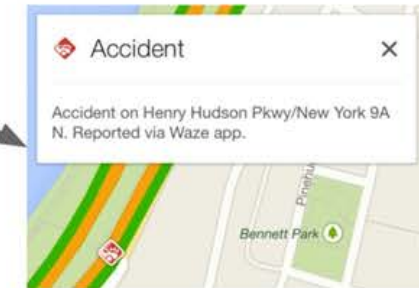 Accident
Accident on Henry Hudson Pkwy/New York 9A
N. Reported via Waze app.
Bennett Park